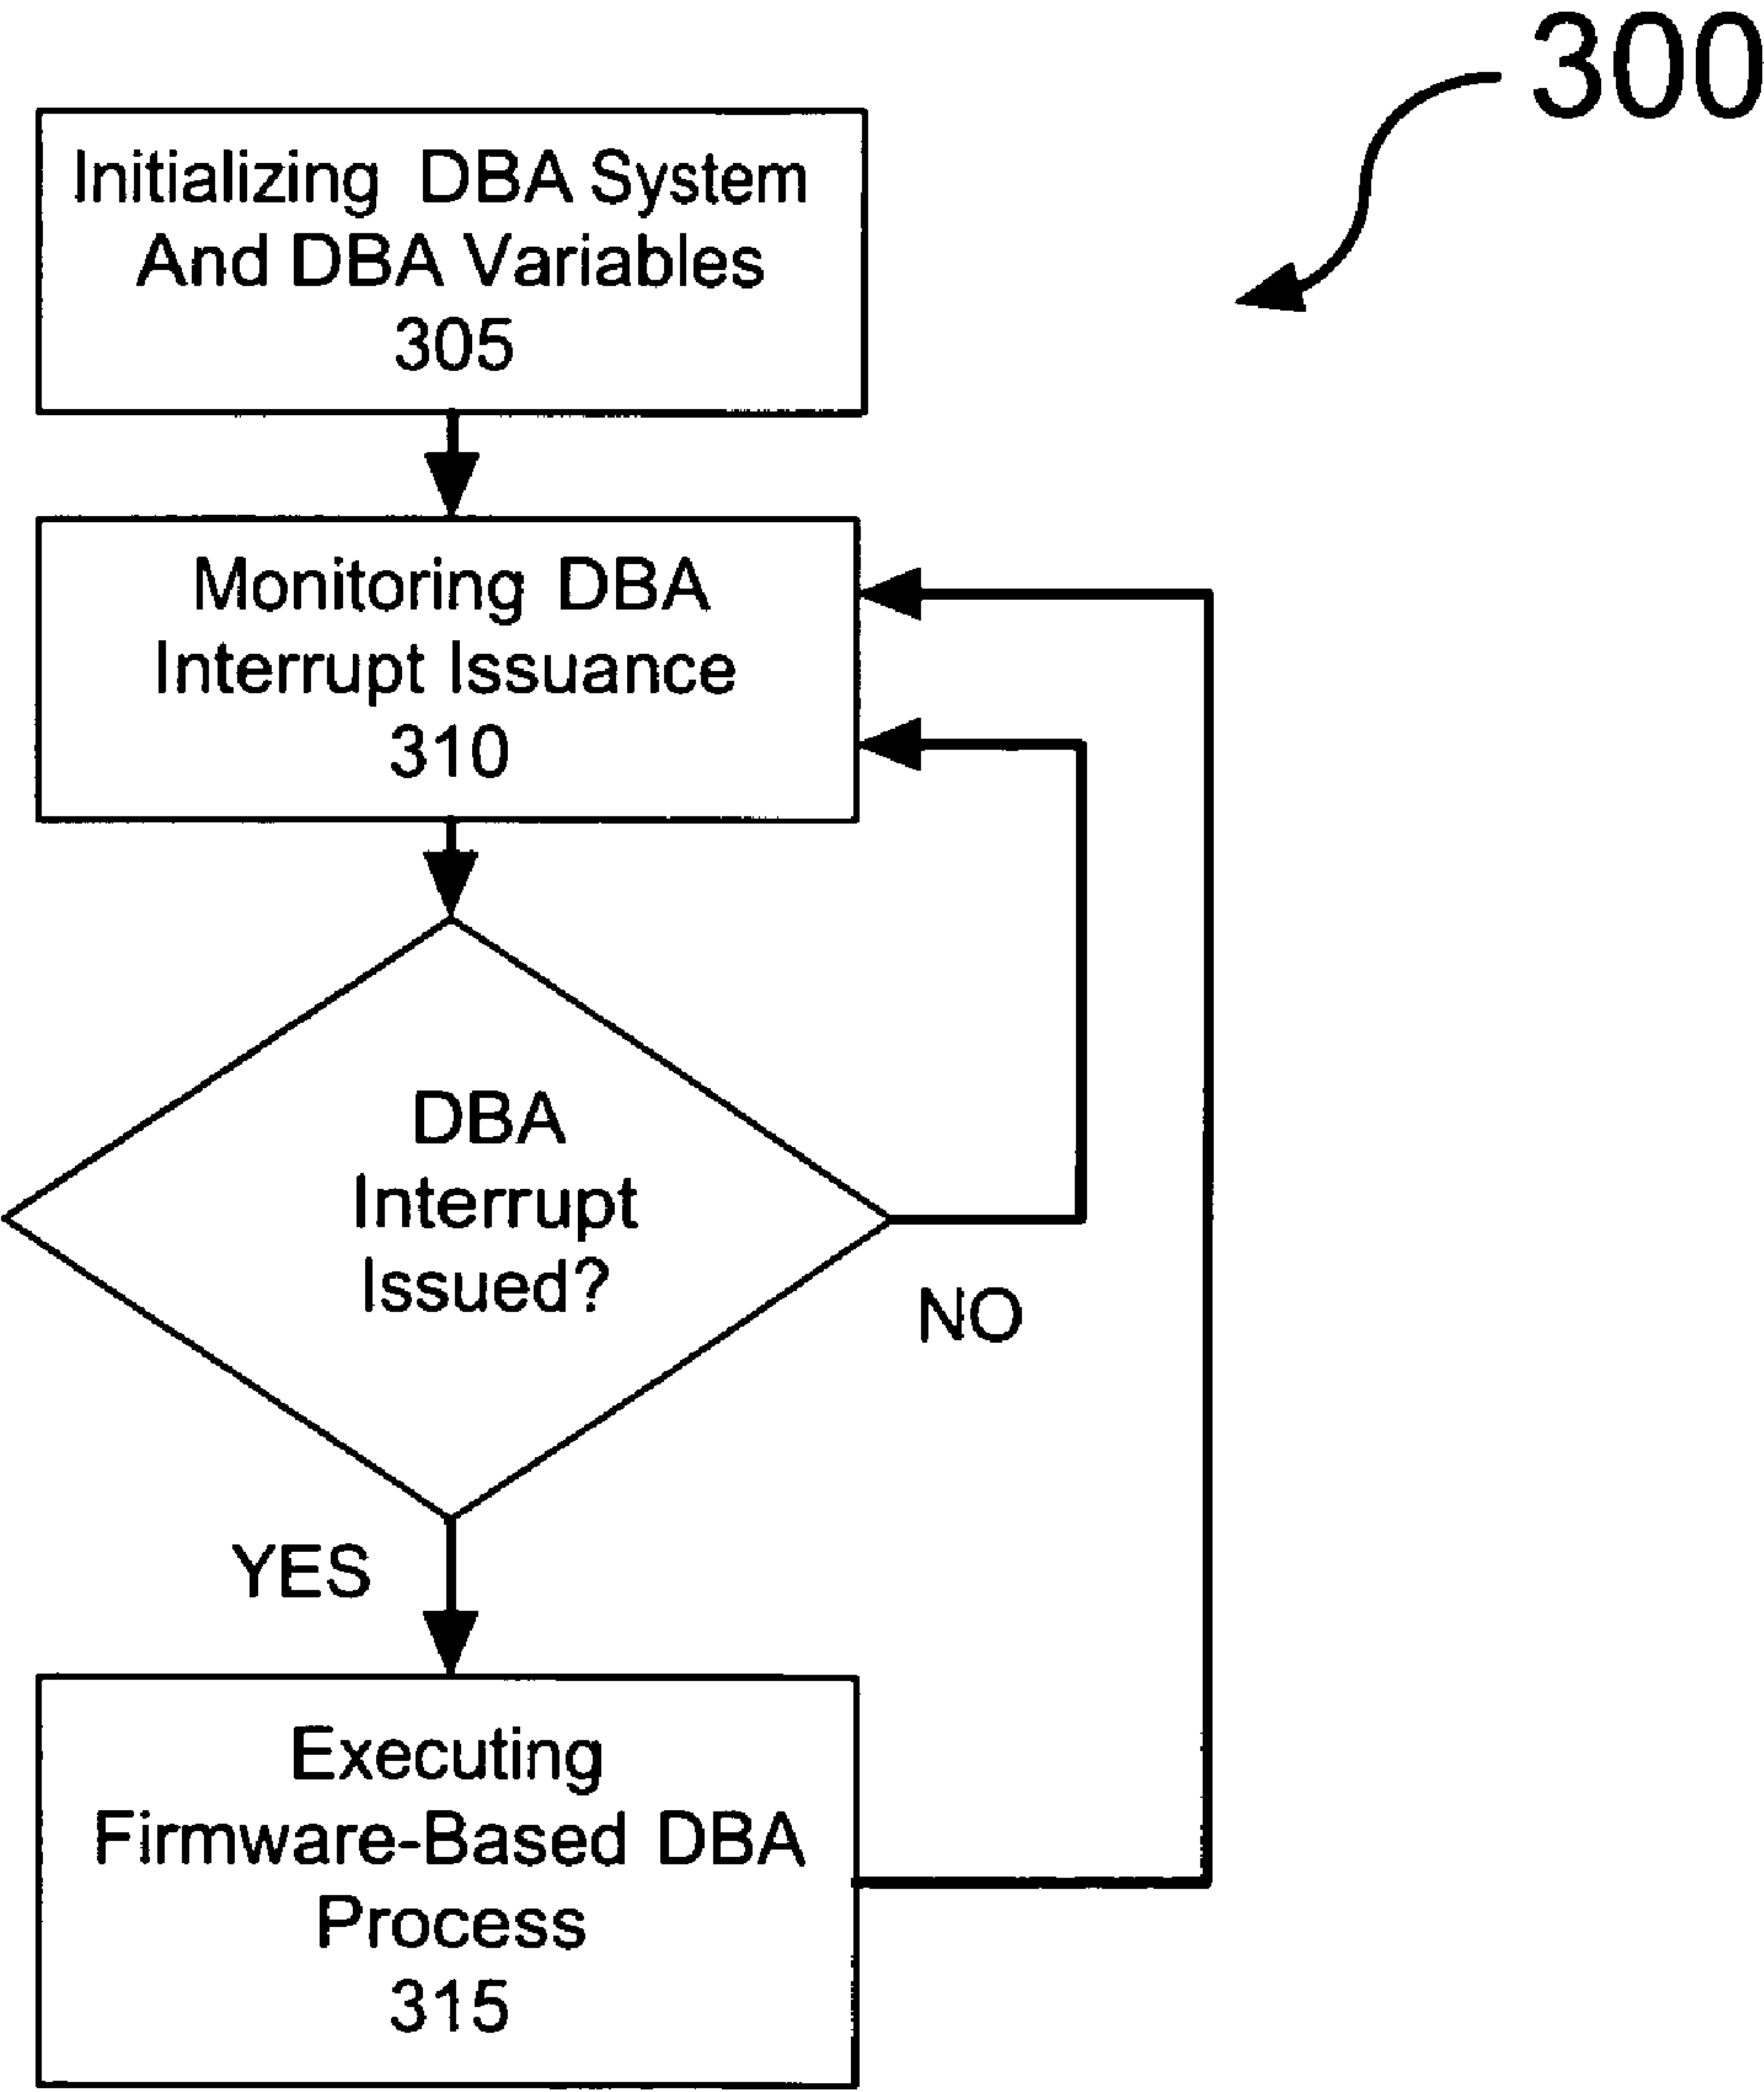 300
Initializing DBA System
And DBA Variables
305
Monitoring DBA
Interrupt Issuance
310
DBA
Interrupt
Issued?
NO
YES
Executing
Firmware-Based DBA
Process
315